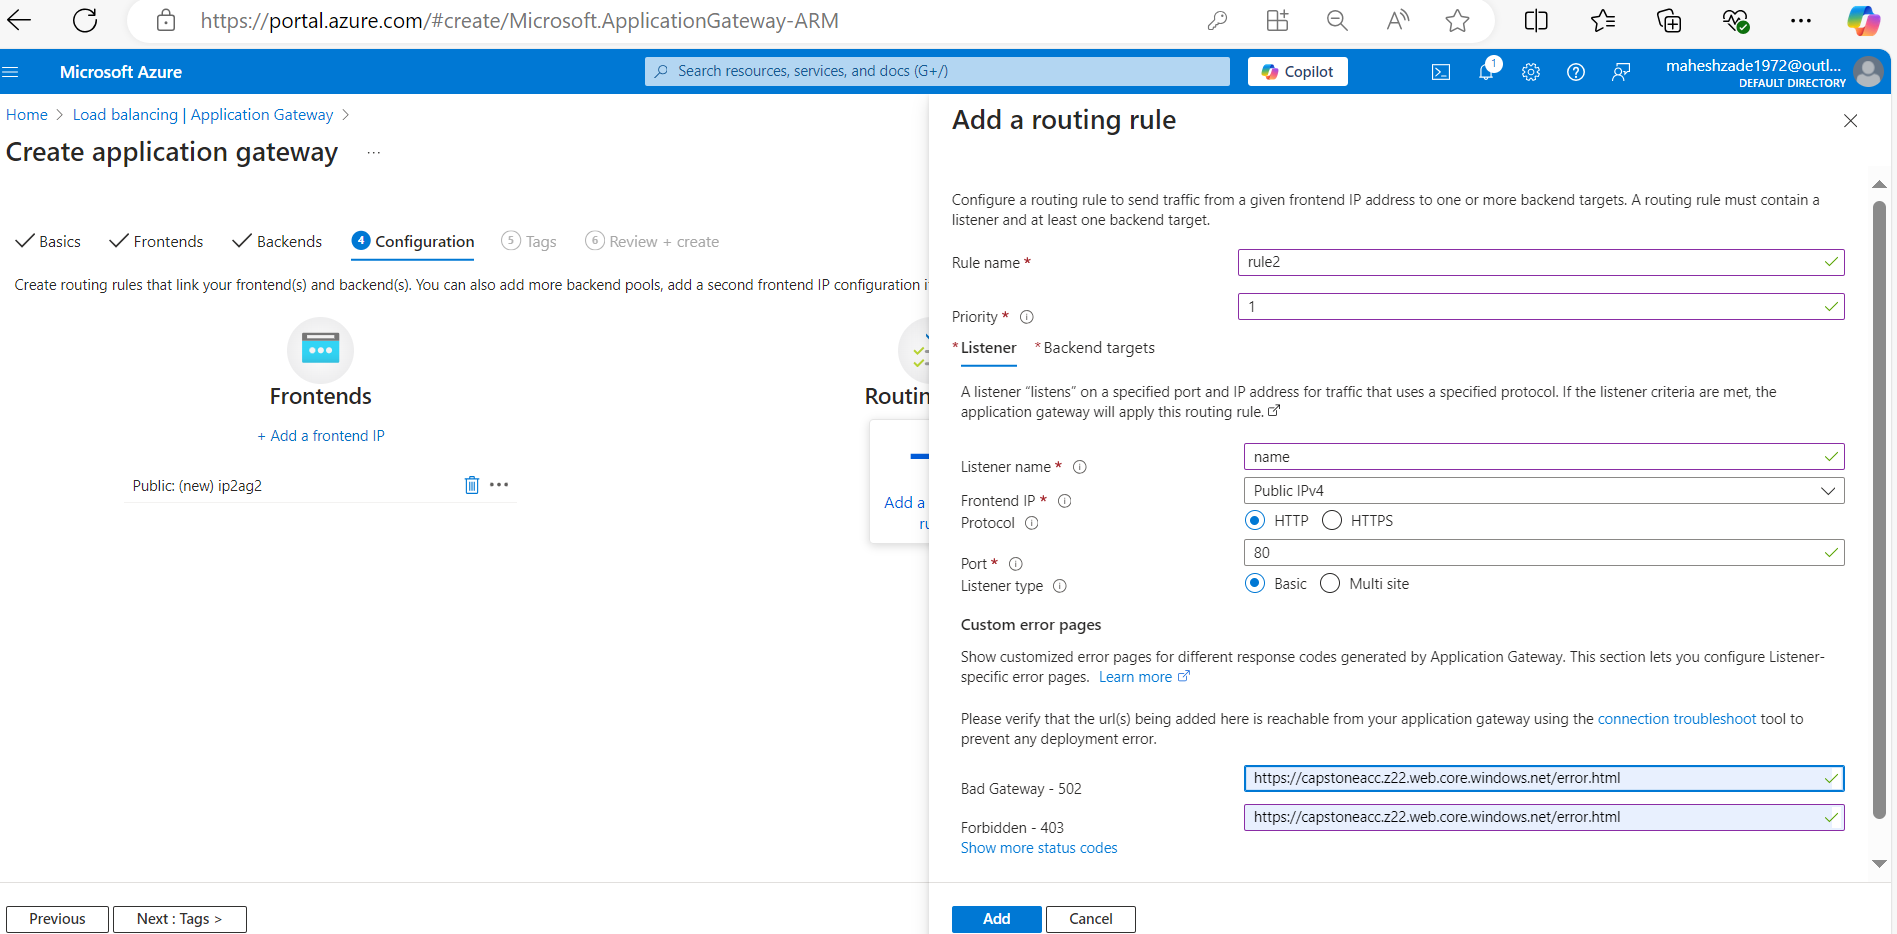 https://portal.azure.com/#create/Microsoft.ApplicationGateway-ARM
Microsoft Azure
Search resources, services, and docs (G+/)
Copilot
1
maheshzade1972@outl...
DEFAULT DIRECTORY
Home > Load balancing | Application Gateway >
Create application gateway ...
Basics Frontends Backends 4 Configuration 5 Tags 6 Review + create
Create routing rules that link your frontend(s) and backend(s). You can also add more backend pools, add a second frontend IP configuration i
Frontends
+ Add a frontend IP
Public: (new) ip2ag2
Routin
Add a
ru
Previous
Next : Tags >
Add a routing rule
Configure a routing rule to send traffic from a given frontend IP address to one or more backend targets. A routing rule must contain a
listener and at least one backend target.
Rule name * rule2
Priority * 1
* Listener * Backend targets
A listener “listens” on a specified port and IP address for traffic that uses a specified protocol. If the listener criteria are met, the
application gateway will apply this routing rule.
Listener name * name
Frontend IP * Public IPv4
Protocol HTTP HTTPS
Port * 80
Listener type Basic Multi site
Custom error pages
Show customized error pages for different response codes generated by Application Gateway. This section lets you configure Listener-
specific error pages. Learn more
Please verify that the url(s) being added here is reachable from your application gateway using the connection troubleshoot tool to
prevent any deployment error.
Bad Gateway - 502 https://capstoneacc.z22.web.core.windows.net/error.html
Forbidden - 403 https://capstoneacc.z22.web.core.windows.net/error.html
Show more status codes
Add
Cancel